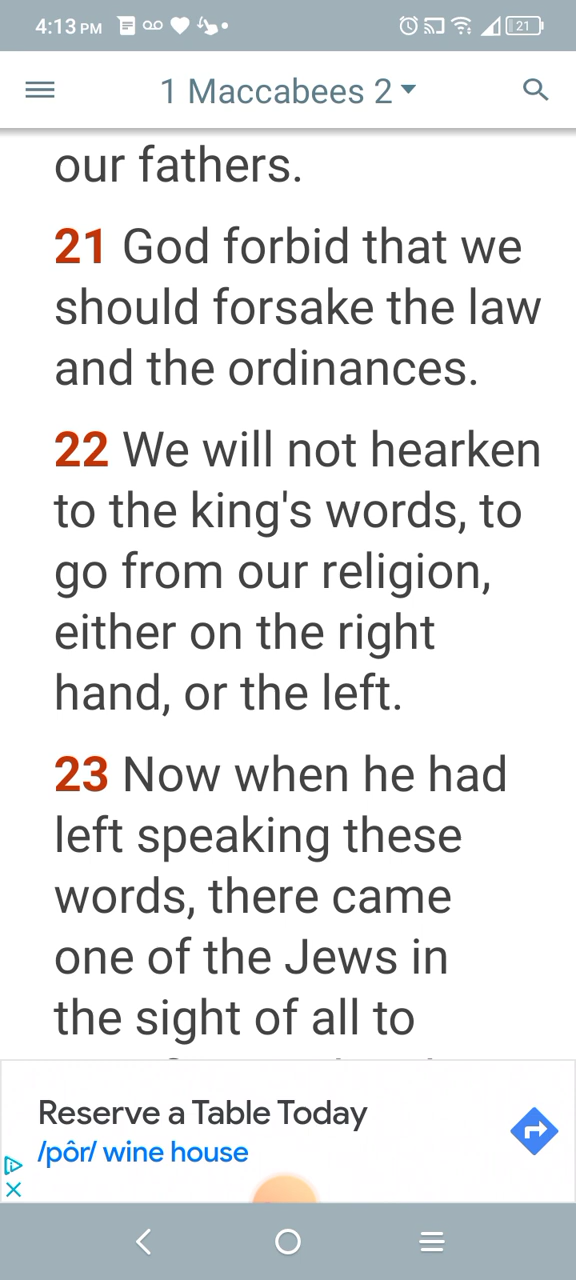 4:13 PM 21
1 Maccabees 2
our fathers.
21 God forbid that we
should forsake the law
and the ordinances.
22 We will not hearken
to the king's words, to
go from our religion,
either on the right
hand, or the left.
23 Now when he had
left speaking these
words, there came
one of the Jews in
the sight of all to
Reserve a Table Today
/pôr/ wine house